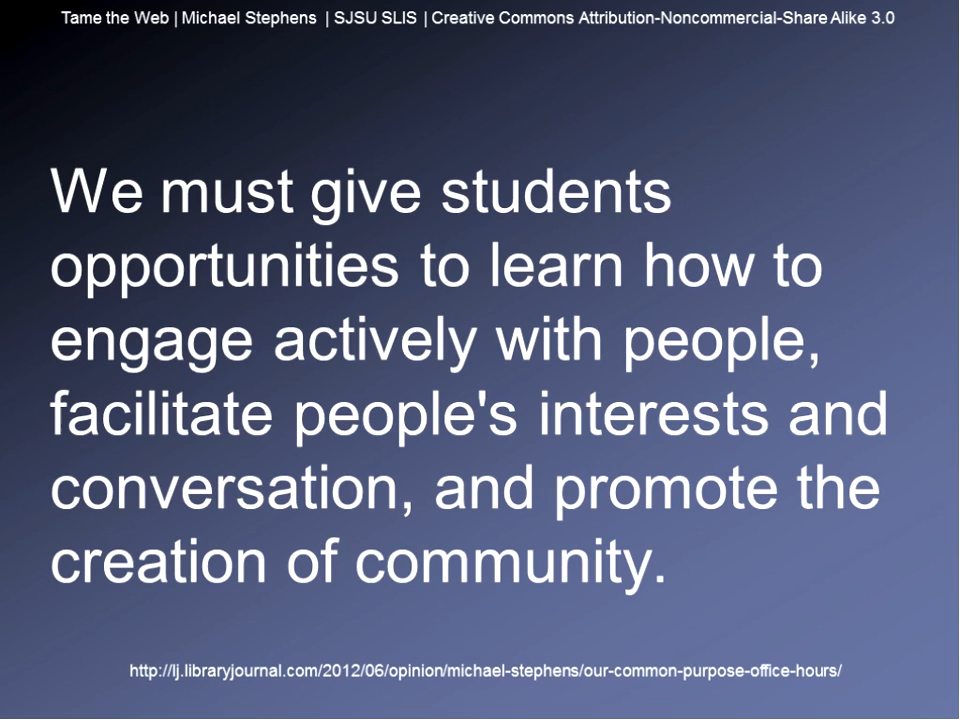 Tame the Web | Michael Stephens | SJSU SLIS | Creative Commons Attribution-Noncommercial-Share Alike 3.0
We must give students
opportunities to learn how to
engage actively with people,
facilitate people's interests and
conversation, and promote the
creation of community.
http://lj.libraryjournal.com/2012/06/opinion/michael-stephens/our-common-purpose-office-hours/